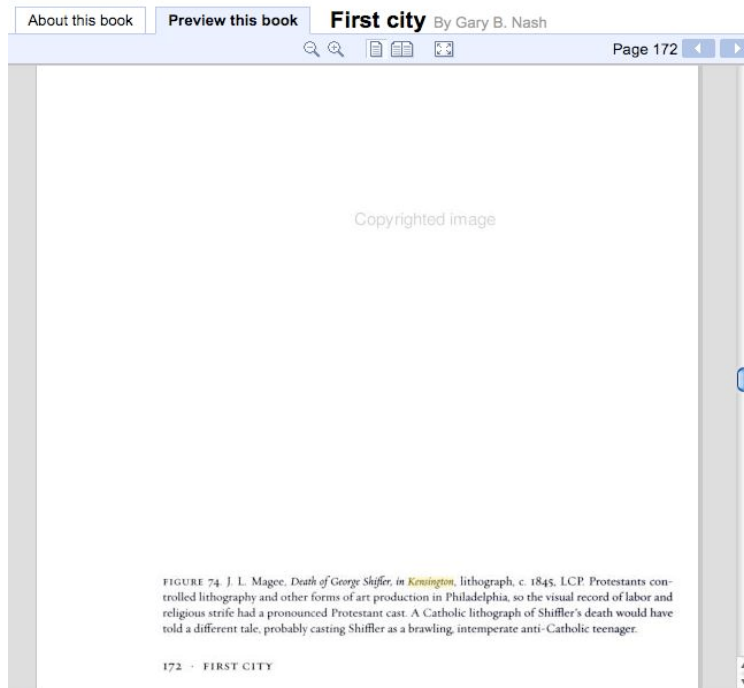 About this book Preview this book First city By Gary B. Nash
Page 172
Copyrighted image
FIGURE 74. J. L. Magee, Death of George Shifler, in Kensington, lithograph, c. 1845, LCP. Protestants con-
trolled lithography and other forms of art production in Philadelphia, so the visual record of labor and
religious strife had a pronounced Protestant cast. A Catholic lithograph of Shiffler's death would have
told a different tale, probably casting Shiffler as a brawling, intemperate anti-Catholic teenager.
172 · FIRST CITY